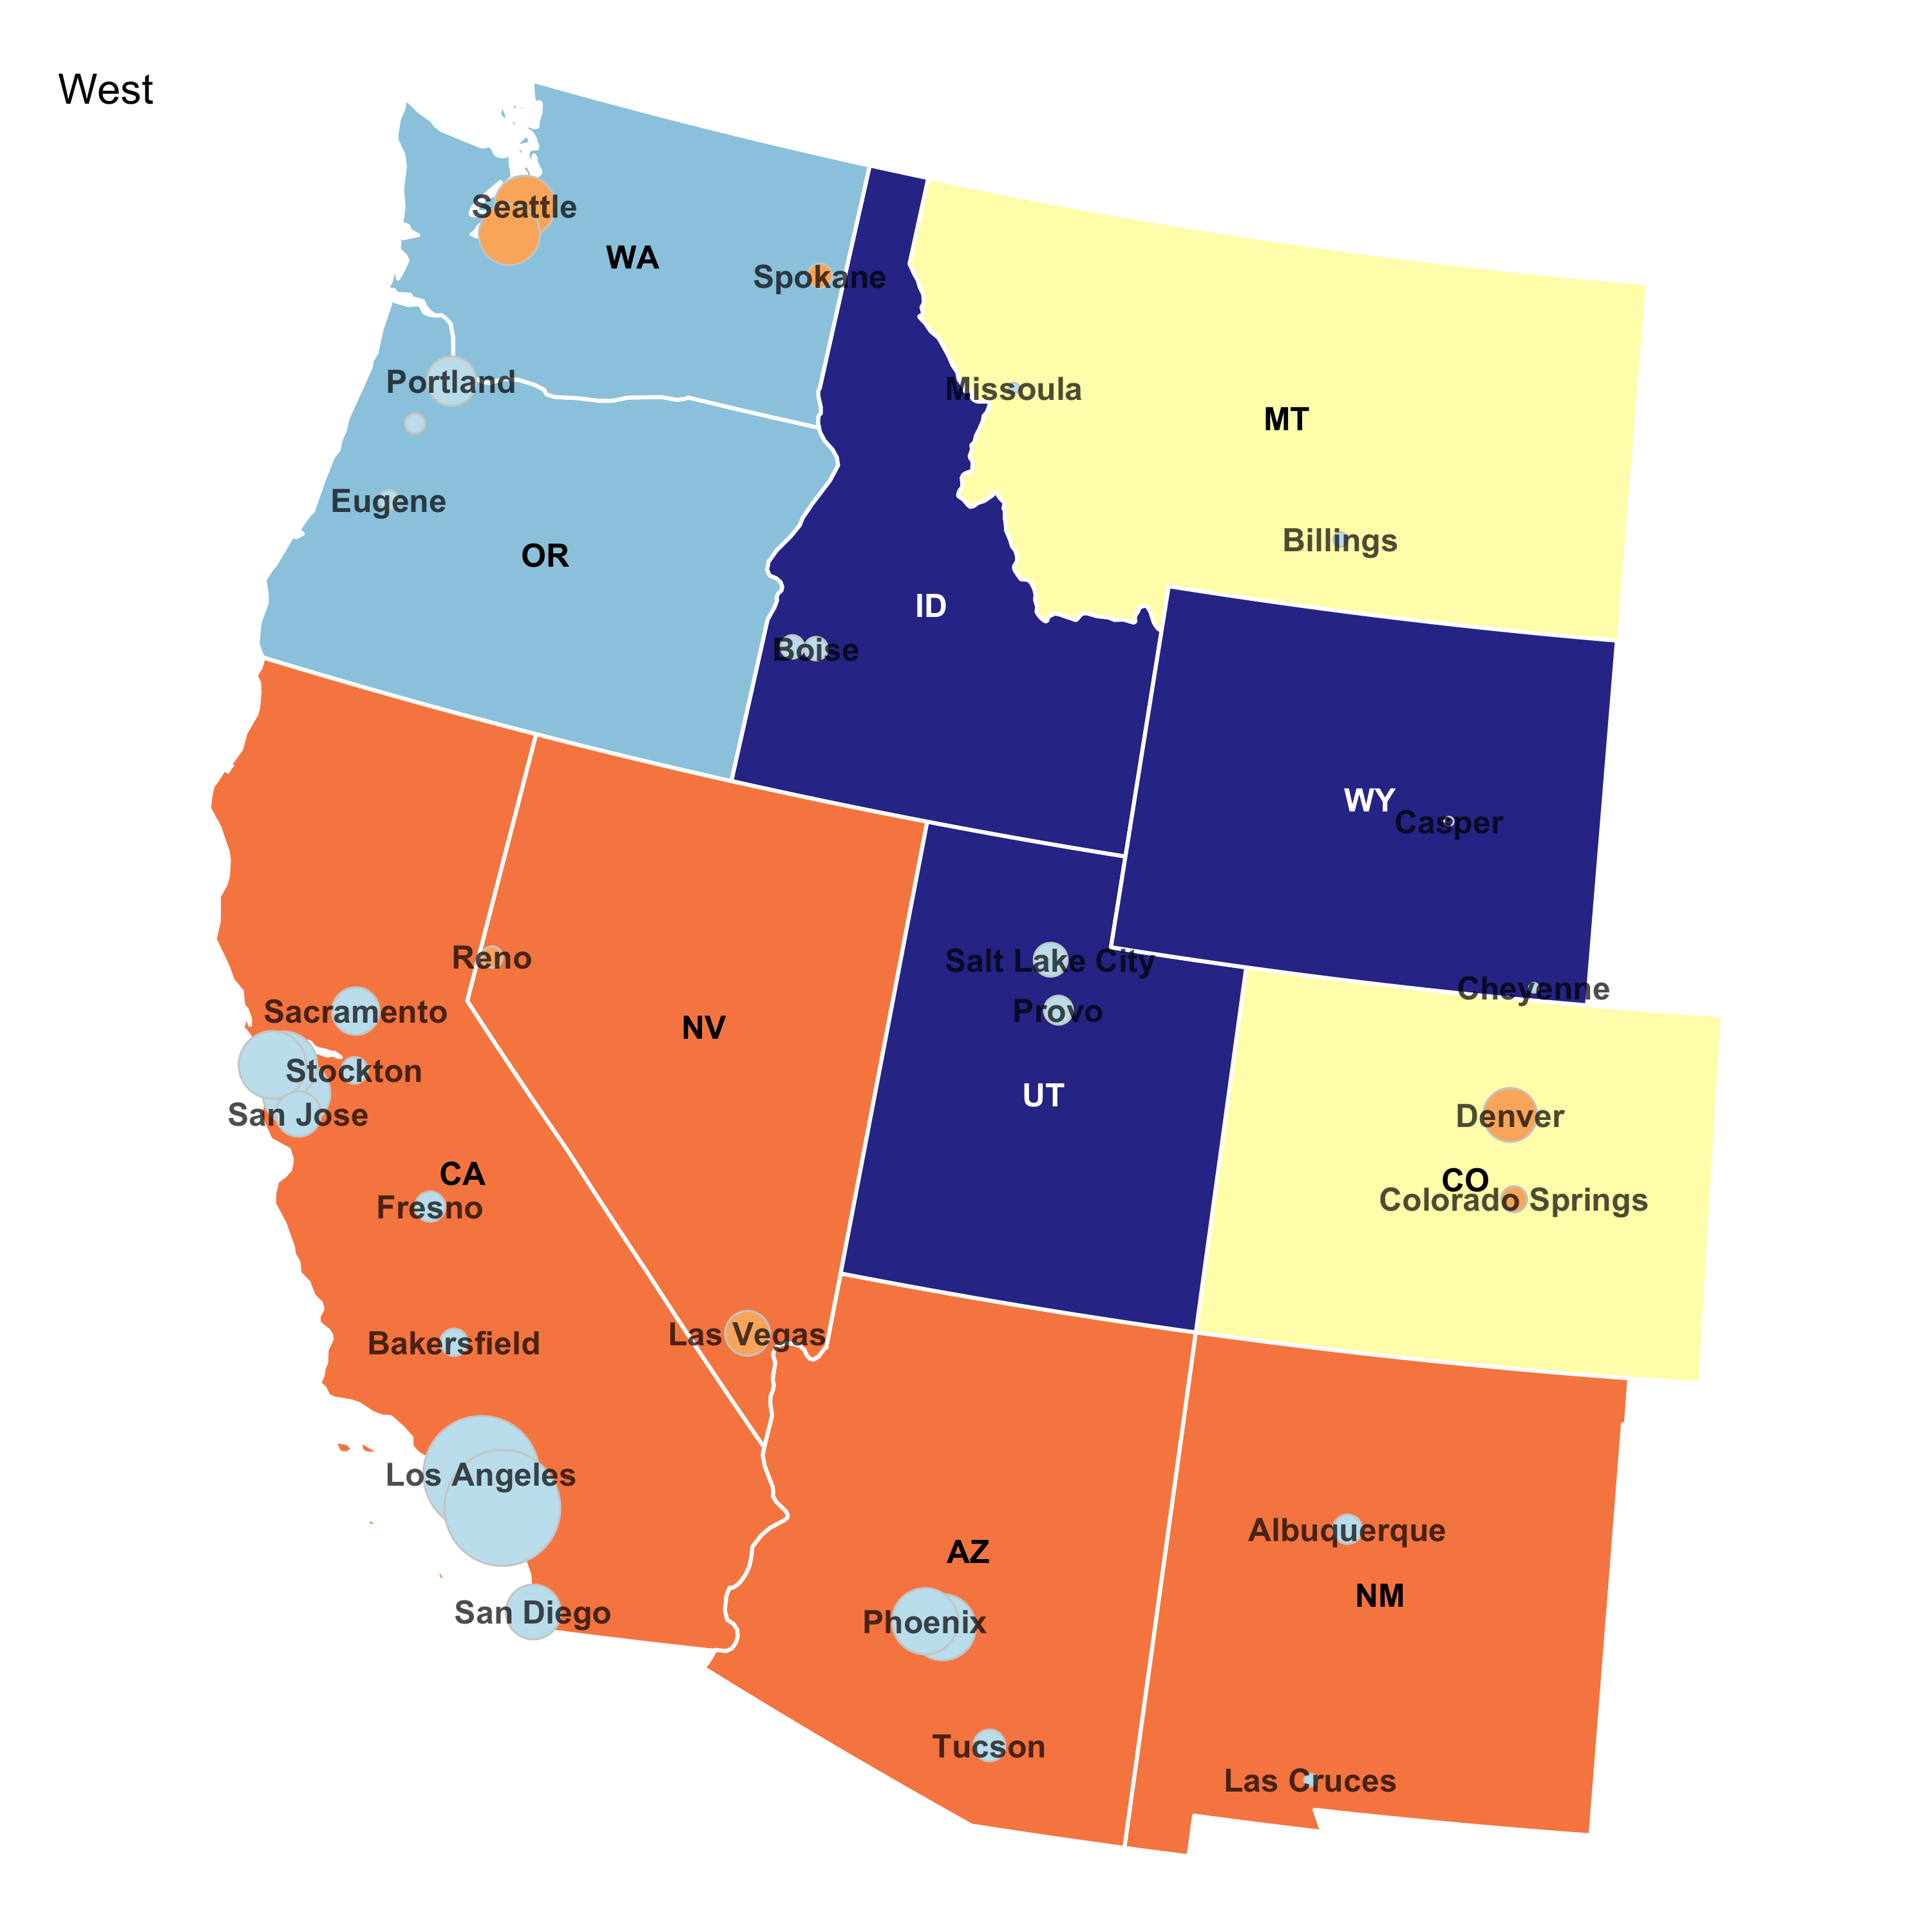 West
Seattle
WA
Spokane
Portland
Missoula
MT
Eugene
Billings
OR
ID
Boise
WY
Casper
Reno
Salt Lake City
Cheyenne
Sacramento
Provo
NV
Stockton
UT
San Jose
Denver
CA
CO
Fresno
Colorado Springs
Las Vegas
Bakersfield
Los Angeles
Albuquerque
AZ
NM
San Diego
Phoenix
Tucson
Las Cruces